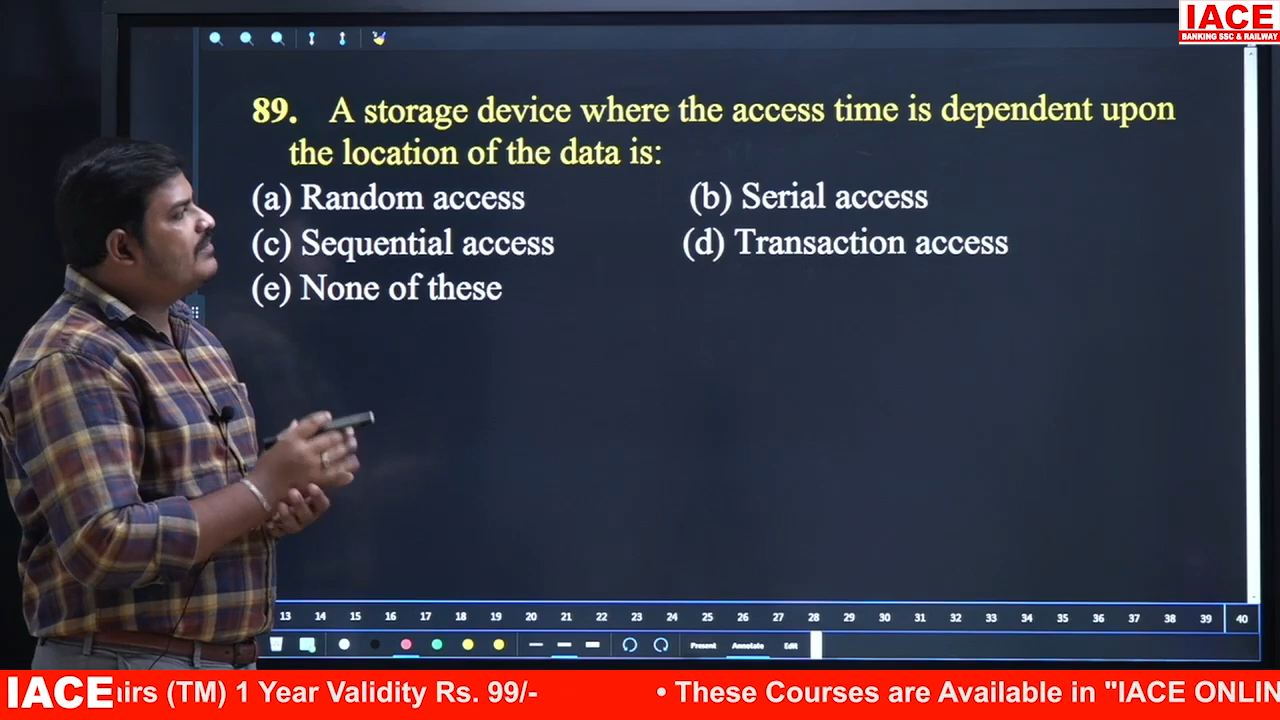 IACE
BANKING SSC & RAILWAY
89. A storage device where the access time is dependent upon
the location of the data is:
(a) Random access (b) Serial access
(c) Sequential access (d) Transaction access
(e) None of these
13 14 15 16 17 18 19 20 21 22 23 24 25 26 27 28 29 30 31 32 33 34 35 36 37 38 39 40
Present Annotate Edit
IACE irs (TM) 1 Year Validity Rs. 99/- • These Courses are Available in "IACE ONLIN